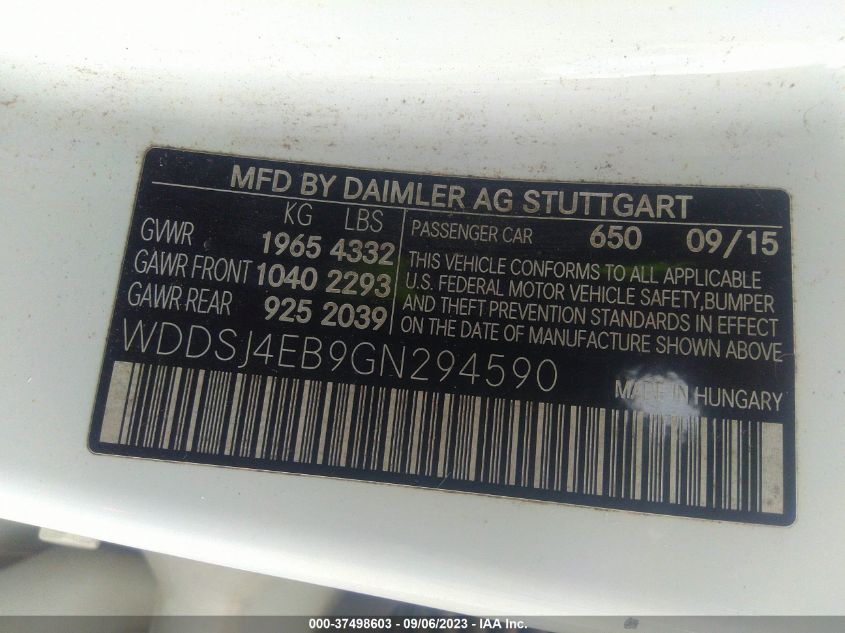 MFD BY DAIMLER AG STUTTGART
KG LBS
GVWR 1965 4332
GAWR FRONT 1040 2293
GAWR REAR 925 2039
PASSENGER CAR 650 09/15
THIS VEHICLE CONFORMS TO ALL APPLICABLE
U.S. FEDERAL MOTOR VEHICLE SAFETY,BUMPER
AND THEFT PREVENTION STANDARDS IN EFFECT
ON THE DATE OF MANUFACTURE SHOWN ABOVE
WDDSJ4EB9GN294590
MADE IN HUNGARY
000-37498603 - 09/06/2023 - © Copyright 2023, IAA Inc.